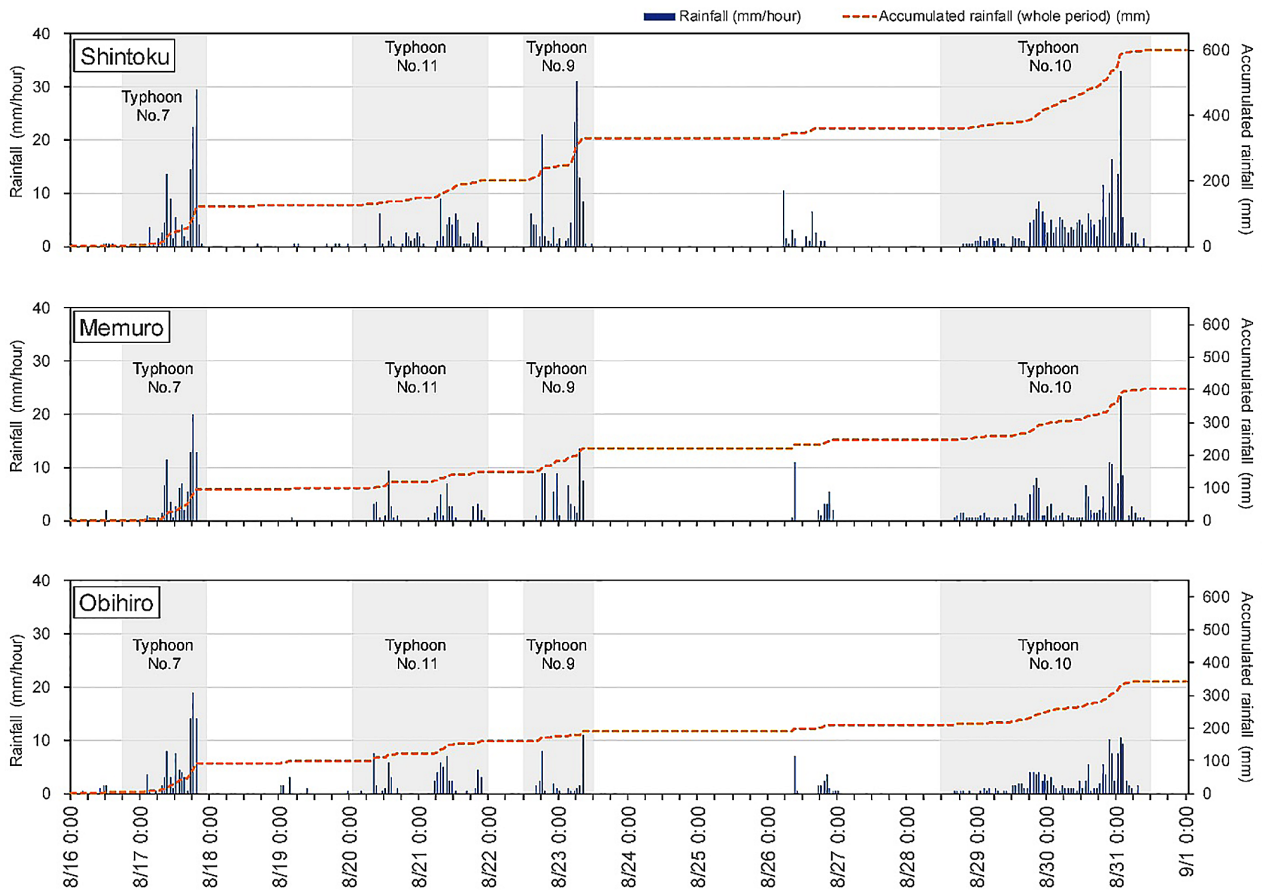 Rainfall (mm/hour) Accumulated rainfall (whole period) (mm)
Shintoku
Rainfall (mm/hour)
40
30
20
10
0
Typhoon
No.7
Typhoon
No.11
Typhoon
No.9
Typhoon
No.10
600
400
200
0
Accumulated rainfall (mm)
Memuro
Rainfall (mm/hour)
40
30
20
10
0
Typhoon
No.7
Typhoon
No.11
Typhoon
No.9
Typhoon
No.10
600
500
400
300
200
100
0
Accumulated rainfall (mm)
Obihiro
Rainfall (mm/hour)
40
30
20
10
0
Typhoon
No.7
Typhoon
No.11
Typhoon
No.9
Typhoon
No.10
600
500
400
300
200
100
0
Accumulated rainfall (mm)
8/16 0:00
8/17 0:00
8/18 0:00
8/19 0:00
8/20 0:00
8/21 0:00
8/22 0:00
8/23 0:00
8/24 0:00
8/25 0:00
8/26 0:00
8/27 0:00
8/28 0:00
8/29 0:00
8/30 0:00
8/31 0:00
9/1 0:00